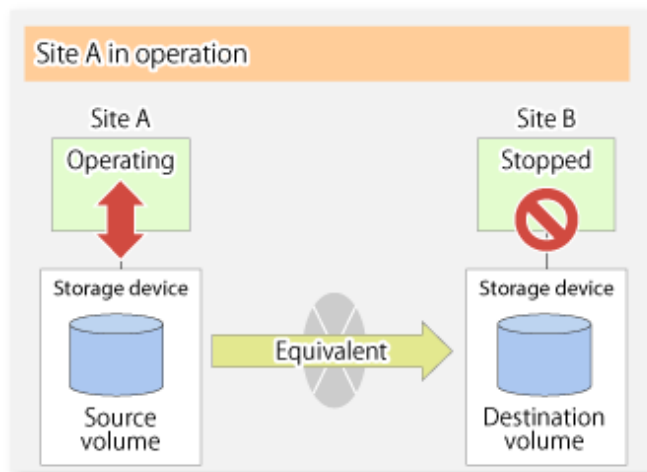 Site A in operation
Site A
Site B
Operating
Stopped
Storage device
Storage device
Equivalent
Source
volume
Destination
volume